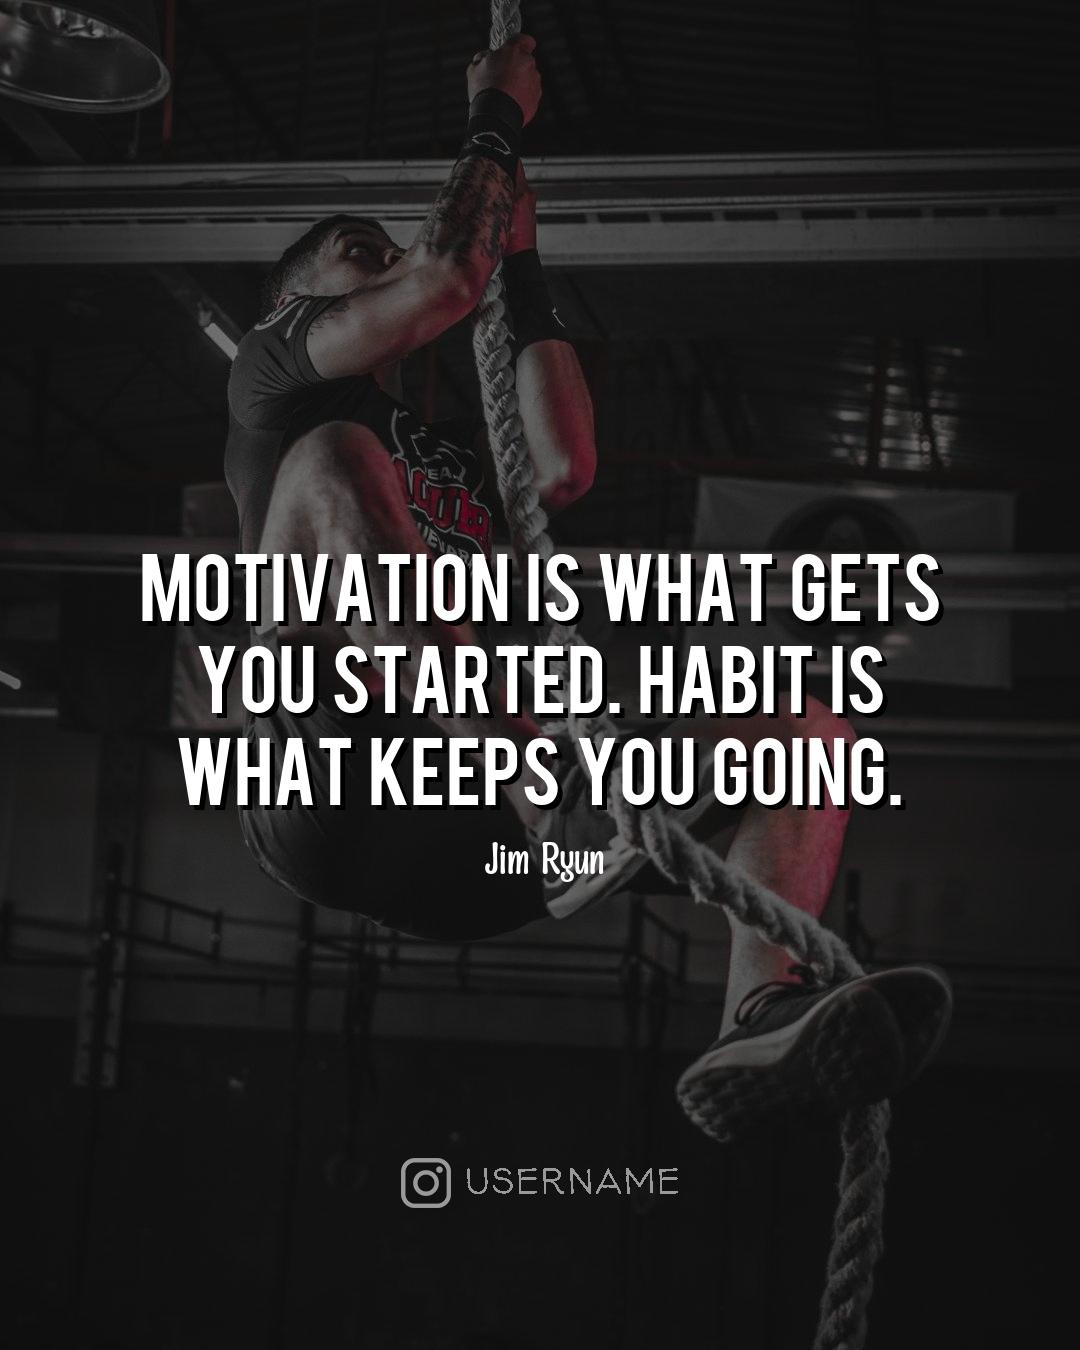 MOTIVATION IS WHAT GETS
YOU STARTED. HABIT IS
WHAT KEEPS YOU GOING.
Jim Ryun
USERNAME